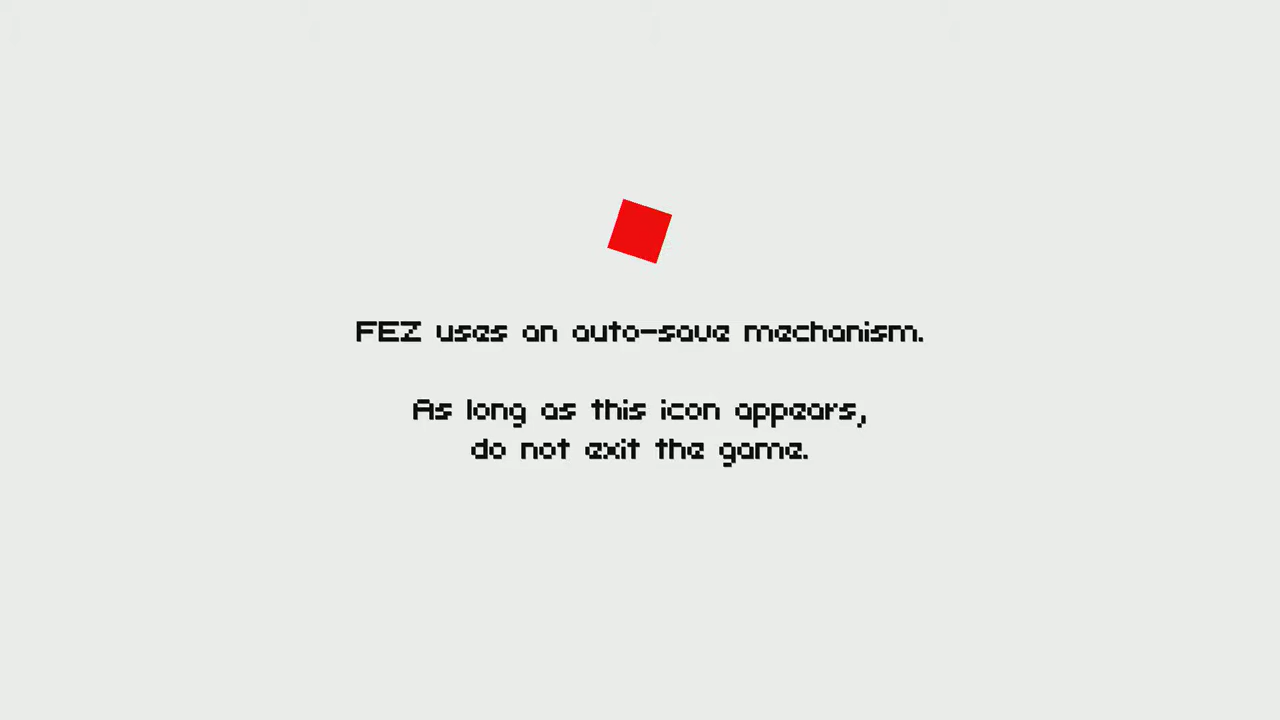 FEZ uses an auto-save mechanism.
As long as this icon appears,
do not exit the game.